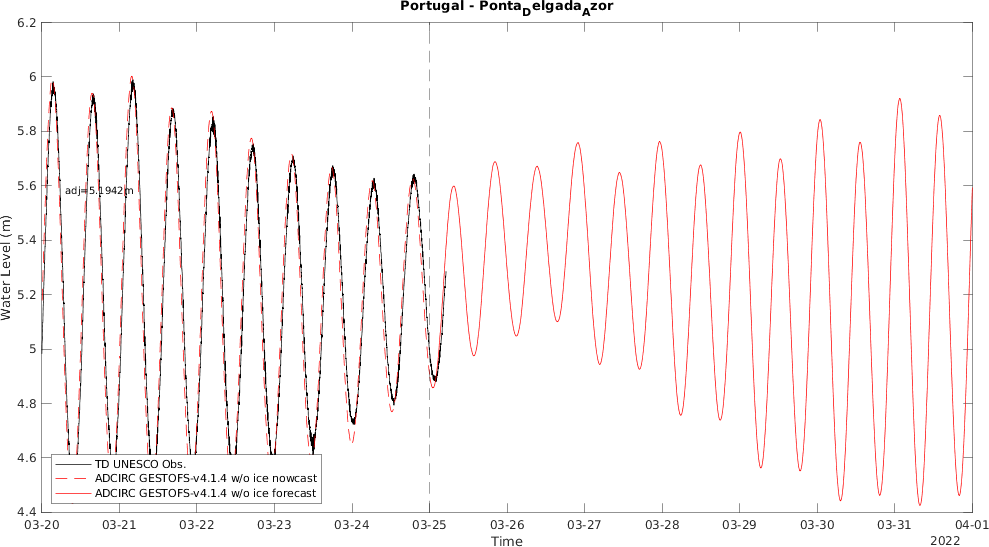 Portugal - Ponta_Delgada_Azor
6.2
6
5.8
5.6
5.4
5.2
5
4.8
4.6
4.4
Water Level (m)
adj=5.1942m
TD UNESCO Obs.
ADCIRC GESTOFS-v4.1.4 w/o ice nowcast
ADCIRC GESTOFS-v4.1.4 w/o ice forecast
03-20 03-21 03-22 03-23 03-24 03-25 03-26 03-27 03-28 03-29 03-30 03-31 04-01
Time
2022